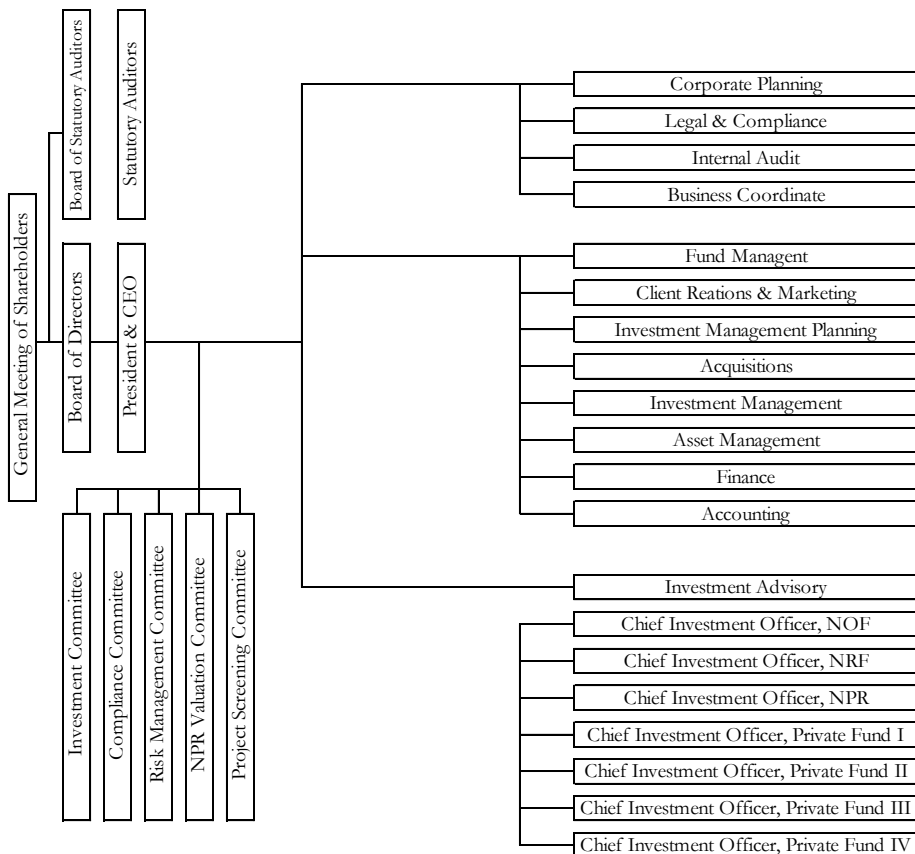 General Meeting of Shareholders
Board of Statutory Auditors
Statutory Auditors
Board of Directors
President & CEO
Investment Committee
Compliance Committee
Risk Management Committee
NPR Valuation Committee
Project Screening Committee
Corporate Planning
Legal & Compliance
Internal Audit
Business Coordinate
Fund Managent
Client Reations & Marketing
Investment Management Planning
Acquisitions
Investment Management
Asset Management
Finance
Accounting
Investment Advisory
Chief Investment Officer, NOF
Chief Investment Officer, NRF
Chief Investment Officer, NPR
Chief Investment Officer, Private Fund I
Chief Investment Officer, Private Fund II
Chief Investment Officer, Private Fund III
Chief Investment Officer, Private Fund IV